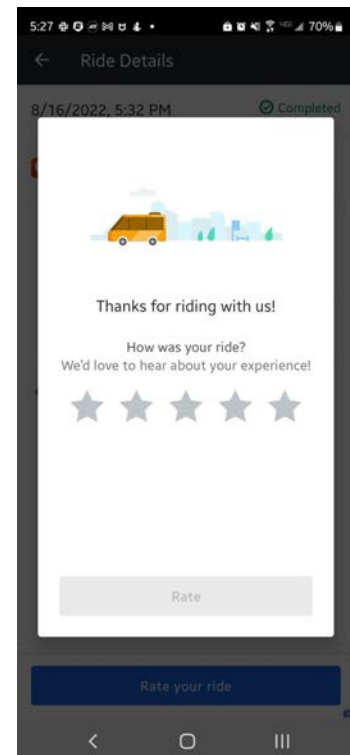 5:27
70%
Ride Details
8/16/2022, 5:32 PM
Completed
Thanks for riding with us!
How was your ride?
We'd love to hear about your experience!
Rate
Rate your ride